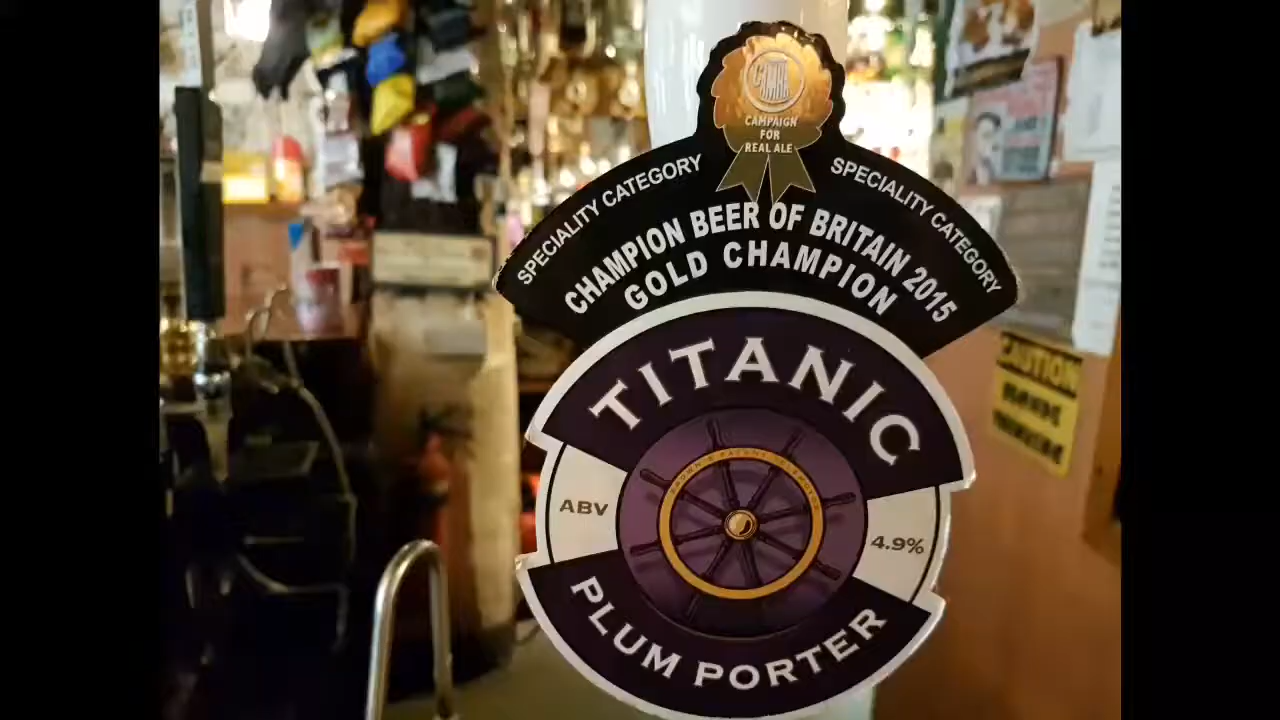 CAMRA
CAMPAIGN
FOR
REAL ALE
SPECIALITY CATEGORY
SPECIALITY CATEGORY
CHAMPION BEER OF BRITAIN 2015
GOLD CHAMPION
TITANIC
ABV
4.9%
PLUM PORTER
CAUTION